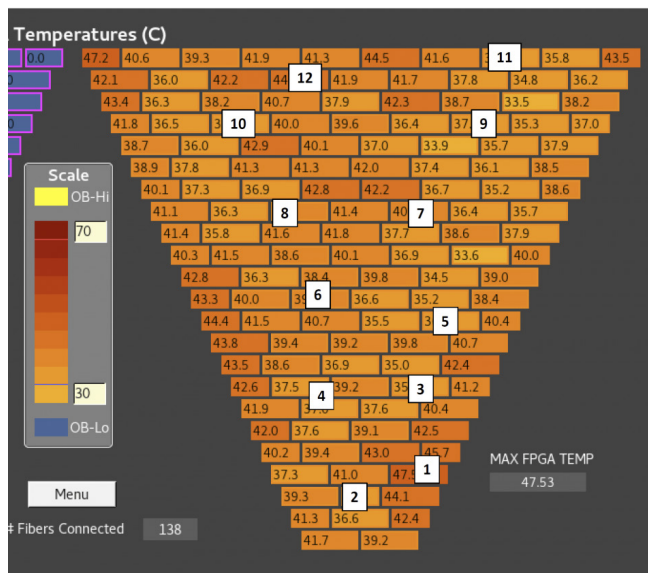 Temperatures (C)
0.0 47.2 40.6 39.3 41.9 41.3 44.5 41.6 11 35.8 43.5
42.1 36.0 42.2 12 41.9 41.7 37.8 34.8 36.2
43.4 36.3 38.2 40.7 37.9 42.3 38.7 33.5 38.2
41.8 36.5 10 40.0 39.6 36.4 9 35.3 37.0
38.7 36.0 42.9 40.1 37.0 33.9 35.7 37.9
38.9 37.8 41.3 41.3 42.0 37.4 36.1 38.5
Scale
OB-Hi
40.1 37.3 36.9 42.8 42.2 36.7 35.2 38.6
41.1 36.3 8 41.4 7 36.4 35.7
70
41.4 35.8 41.6 41.8 37.7 38.6 37.9
40.3 41.5 38.6 40.1 36.9 33.6 40.0
42.8 36.3 38.4 39.8 34.5 39.0
43.3 40.0 6 36.6 35.2 38.4
44.4 41.5 40.7 35.5 5 40.4
43.8 39.4 39.2 39.8 40.7
43.5 38.6 36.9 35.0 42.4
30
42.6 37.5 4 39.2 3 41.2
41.9 37.6 40.4
OB-Lo
42.0 37.6 39.1 42.5
40.2 39.4 43.0 45.7
MAX FPGA TEMP
37.3 41.0 1
47.53
Menu
39.3 2 44.1
41.3 36.6 42.4
# Fibers Connected 138
41.7 39.2